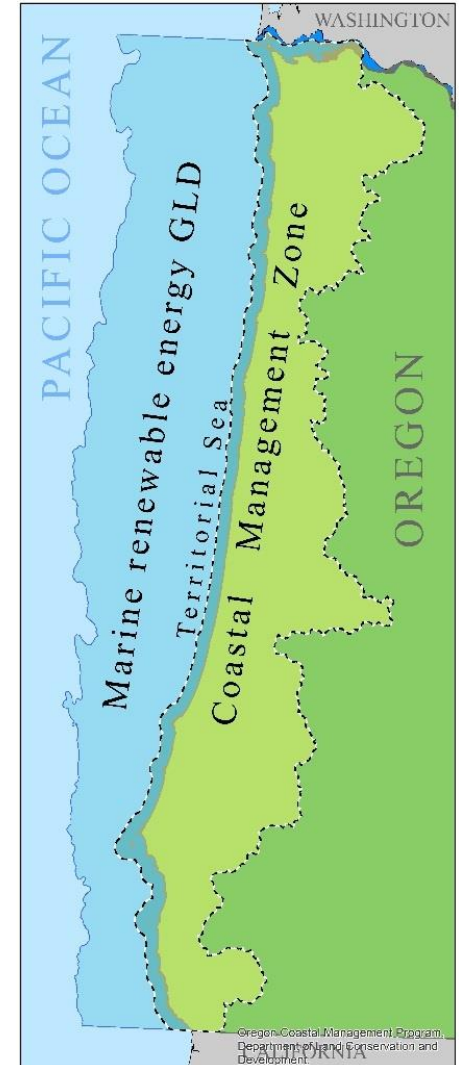 WASHINGTON
PACIFIC OCEAN
Marine renewable energy GLD
Territorial Sea
Coastal Management Zone
OREGON
Oregon Coastal Management Program,
Department of Land Conservation and
Development.
CALIFORNIA